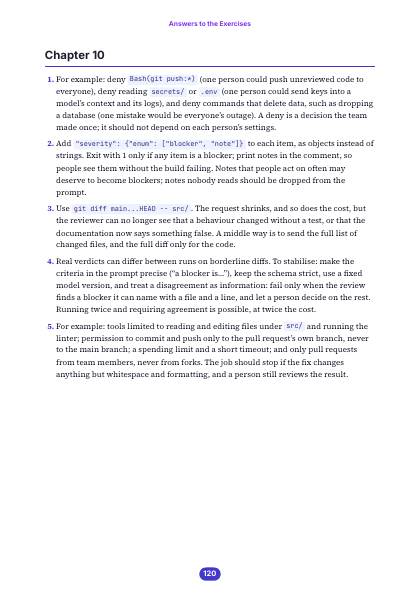 Answers to the Exercises
Chapter 10
1. For example: deny Bash(git push:*) (one person could push unreviewed code to
everyone), deny reading secrets/ or .env (one person could send keys into a
model's context and its logs), and deny commands that delete data, such as dropping
a database (one mistake would be everyone's outage). A deny is a decision the team
made once; it should not depend on each person's settings.
2. Add "severity": {"enum": ["blocker", "note"]} to each item, as objects instead of
strings. Exit with 1 only if any item is a blocker; print notes in the comment, so
people see them without the build failing. Notes that people act on often may
deserve to become blockers; notes nobody reads should be dropped from the
prompt.
3. Use git diff main...HEAD -- src/. The request shrinks, and so does the cost, but
the reviewer can no longer see that a behaviour changed without a test, or that the
documentation now says something false. A middle way is to send the full list of
changed files, and the full diff only for the code.
4. Real verdicts can differ between runs on borderline diffs. To stabilise: make the
criteria in the prompt precise (“a blocker is…”), keep the schema strict, use a fixed
model version, and treat a disagreement as information: fail only when the review
finds a blocker it can name with a file and a line, and let a person decide on the rest.
Running twice and requiring agreement is possible, at twice the cost.
5. For example: tools limited to reading and editing files under src/ and running the
linter; permission to commit and push only to the pull request's own branch, never
to the main branch; a spending limit and a short timeout; and only pull requests
from team members, never from forks. The job should stop if the fix changes
anything but whitespace and formatting, and a person still reviews the result.
120